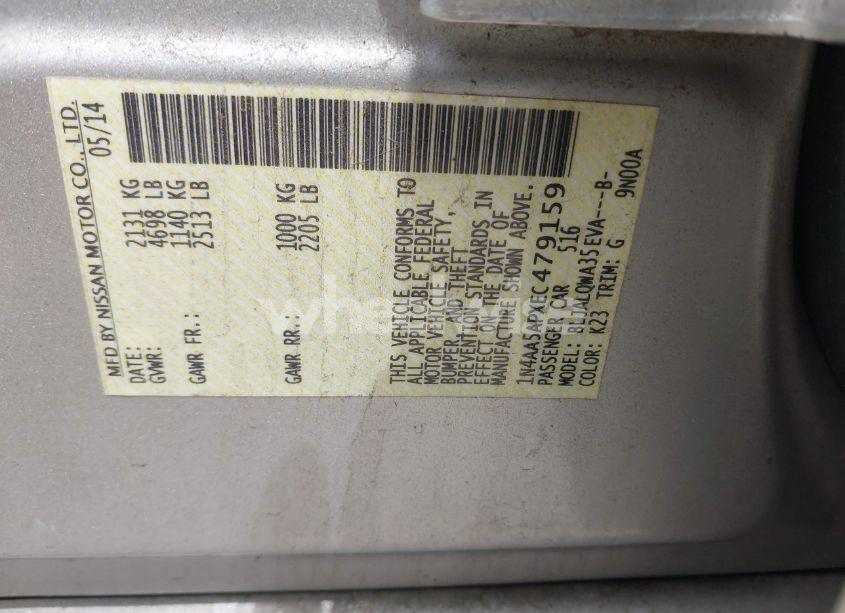 MFD BY NISSAN MOTOR CO., LTD.
DATE: 05/14
GVWR: 2131 KG
4698 LB
GAWR FR.: 1140 KG
2513 LB
GAWR RR.: 1000 KG
2205 LB
THIS VEHICLE CONFORMS TO
ALL APPLICABLE FEDERAL
MOTOR VEHICLE SAFETY,
BUMPER, AND THEFT
PREVENTION STANDARDS IN
EFFECT ON THE DATE OF
MANUFACTURE SHOWN ABOVE.
1N4AA5APXEC479159
PASSENGER CAR 516
MODEL: BLJALQWA35EVA---B-
COLOR: K23 TRIM: G 9N00A